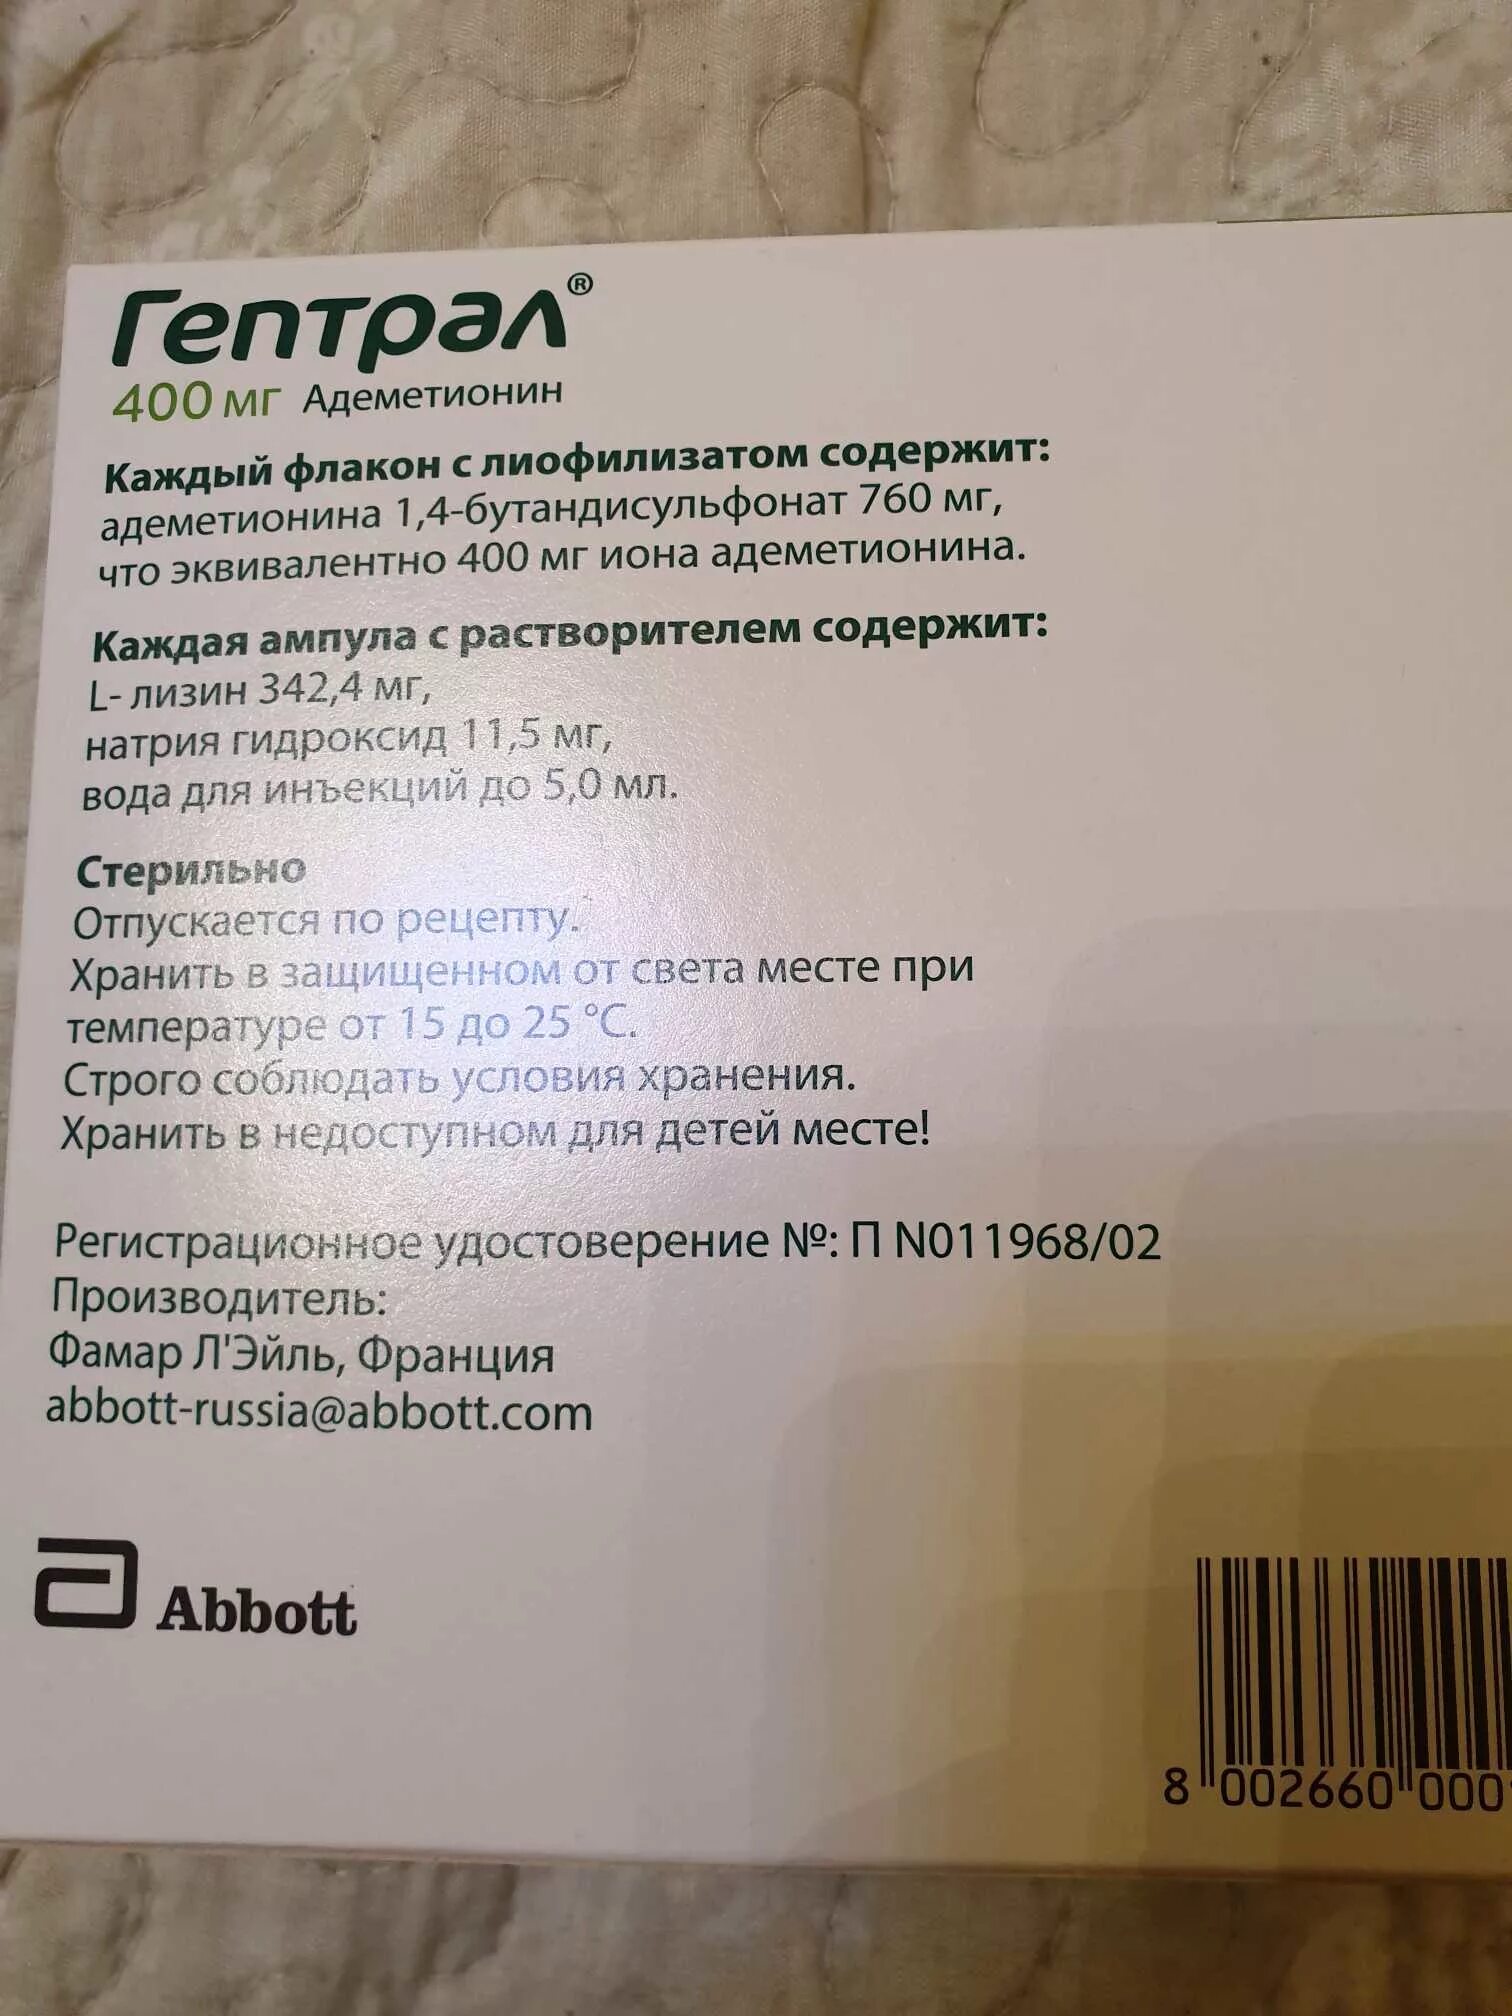 Гептрал®
400 мг Адеметионин
Каждый флакон с лиофилизатом содержит:
адеметионина 1,4-бутандисульфонат 760 мг,
что эквивалентно 400 мг иона адеметионина.
Каждая ампула с растворителем содержит:
L- лизин 342,4 мг,
натрия гидроксид 11,5 мг,
вода для инъекций до 5,0 мл.
Стерильно
Отпускается по рецепту.
Хранить в защищенном от света месте при
температуре от 15 до 25 °C.
Строго соблюдать условия хранения.
Хранить в недоступном для детей месте!
Регистрационное удостоверение №: П N011968/02
Производитель:
Фамар Л'Эйль, Франция
abbott-russia@abbott.com
Abbott
8 002660 000